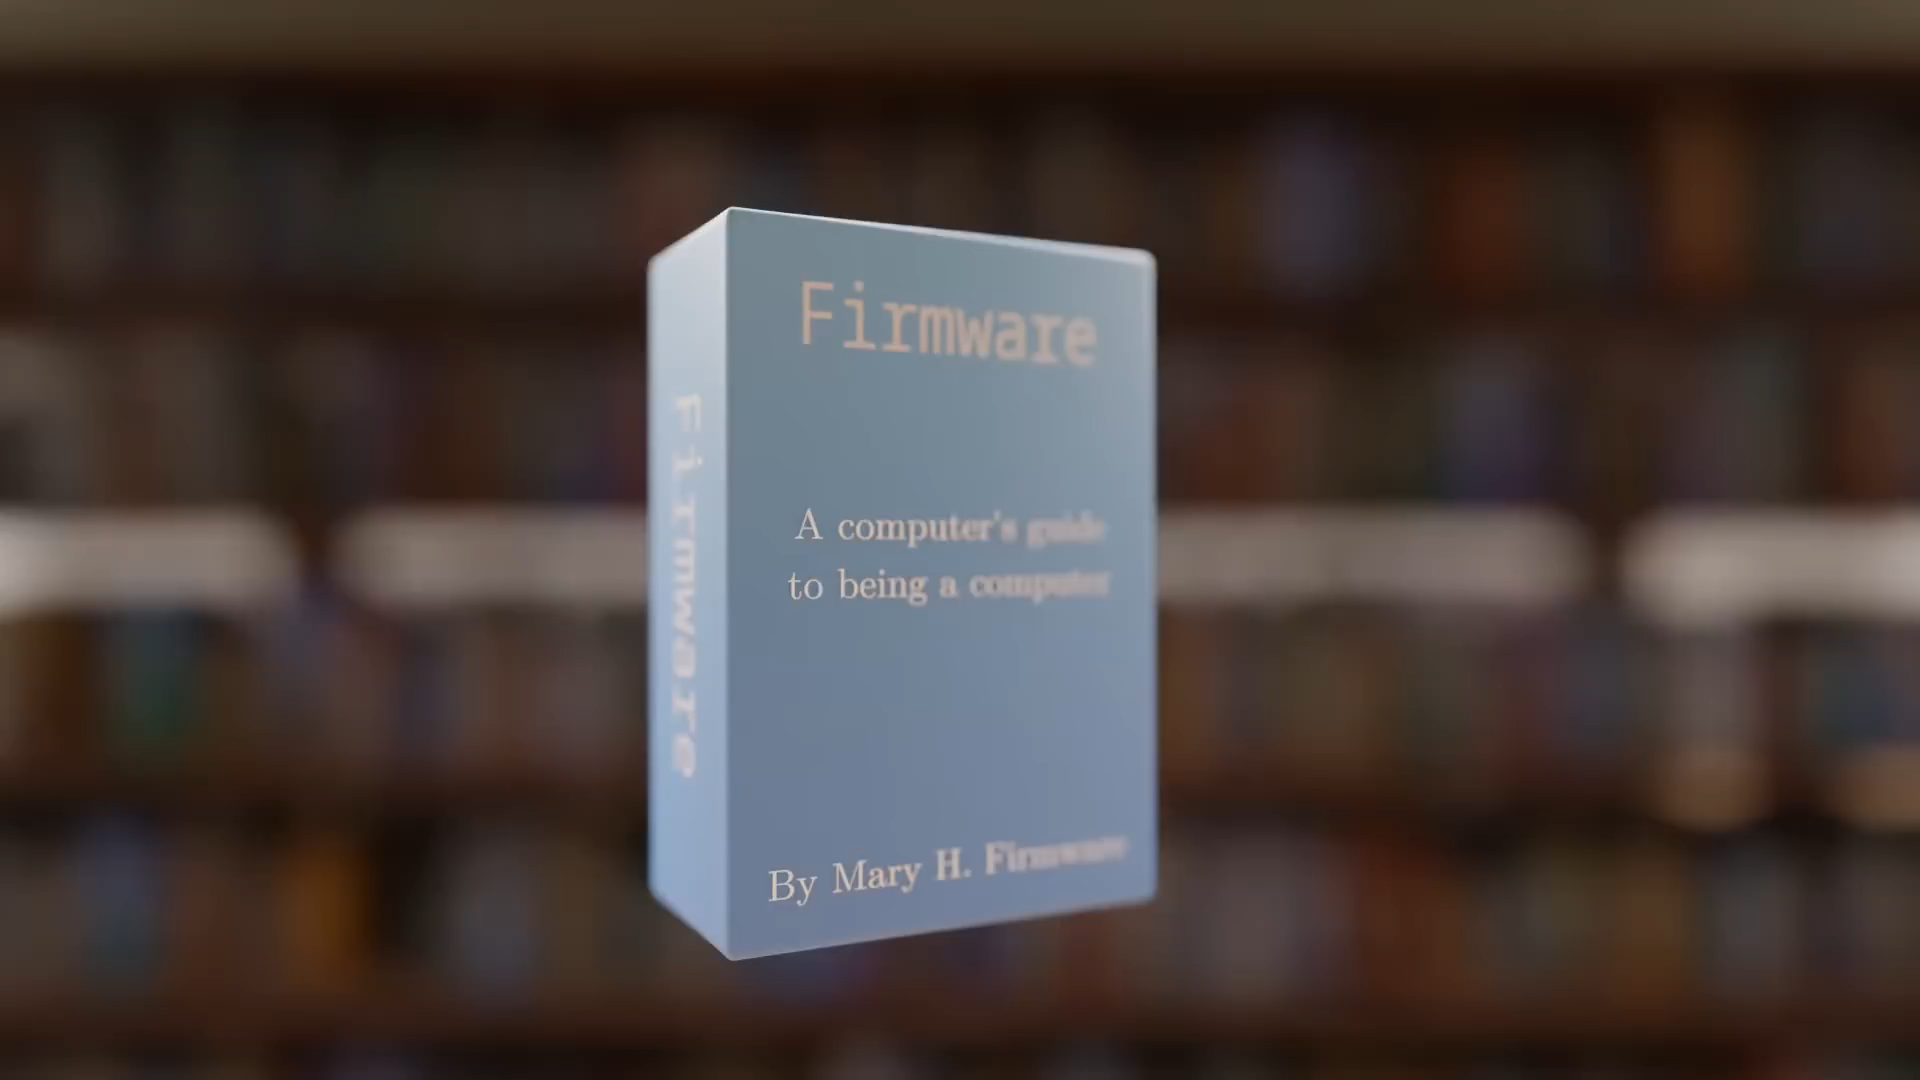 Firmware
Firmware
A computer's guide
to being a computer
By Mary H. Firmware